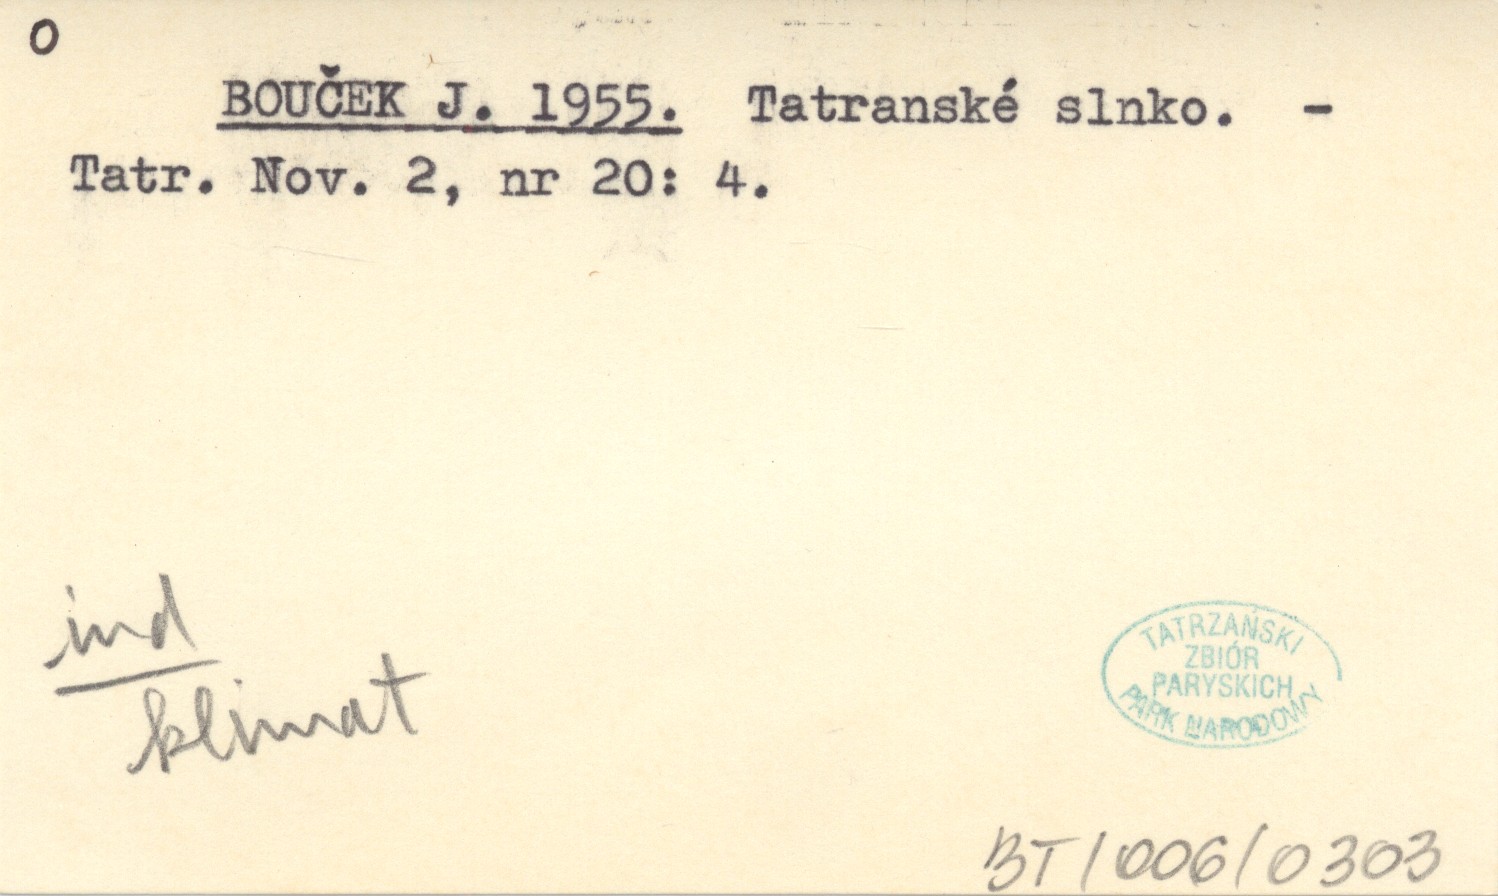 O
BOUČEK J. 1955. Tatranské slnko. -
Tatr. Nov. 2, nr 20: 4.
ind
klimat
TATRZAŃSKI
ZBIÓR
PARYSKICH
PARK NARODOWY
BT/006/0303